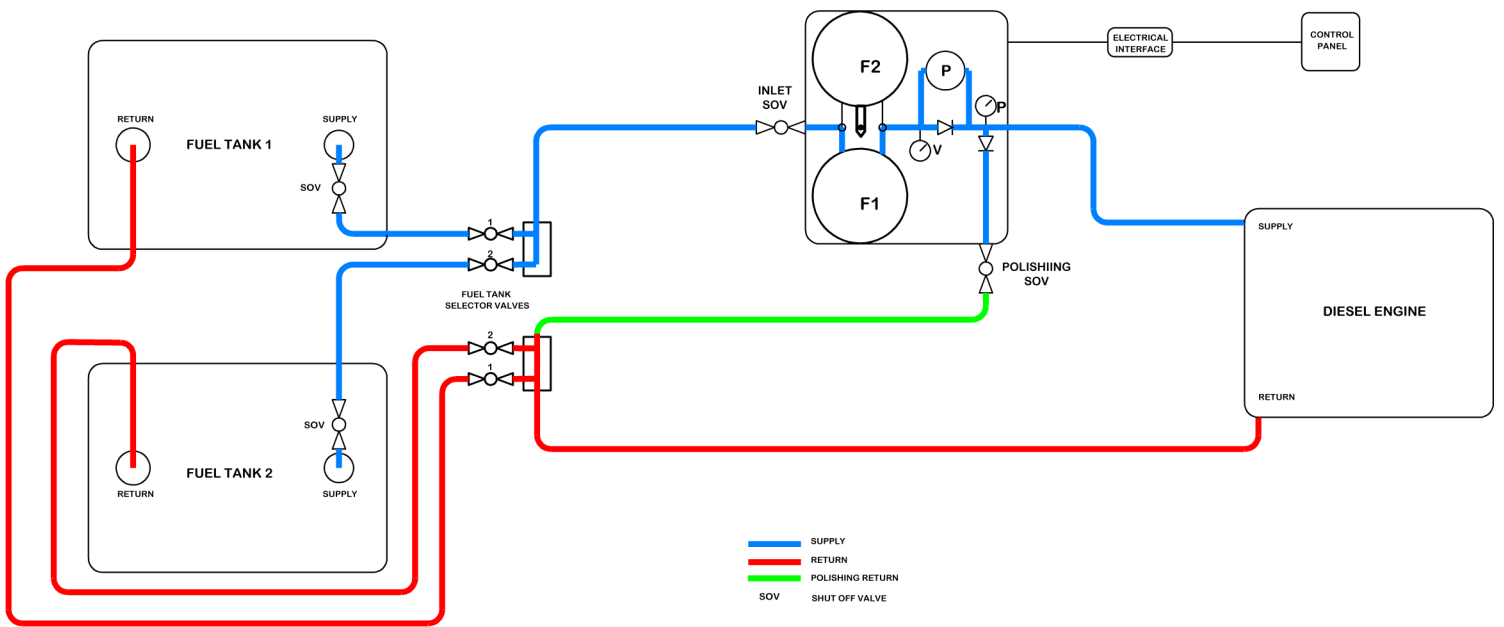 ELECTRICAL
INTERFACE
CONTROL
PANEL
F2
P
INLET
SOV
P
V
F1
RETURN
SUPPLY
FUEL TANK 1
SOV
1
2
FUEL TANK
SELECTOR VALVES
SUPPLY
POLISHIING
SOV
DIESEL ENGINE
RETURN
2
1
SOV
FUEL TANK 2
RETURN
SUPPLY
SUPPLY
RETURN
POLISHING RETURN
SOV
SHUT OFF VALVE